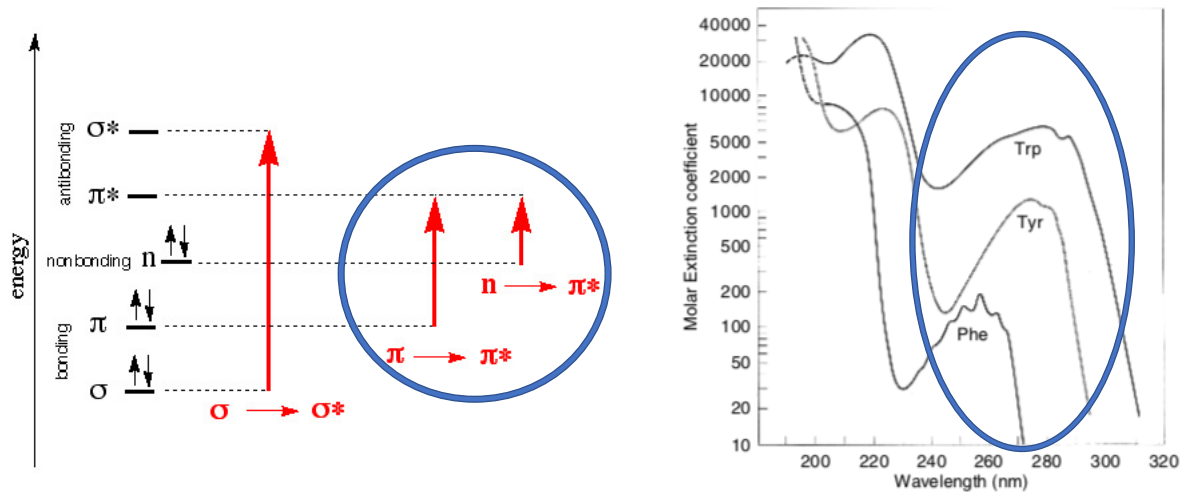 energy
antibonding
nonbonding
bonding
σ*
π*
n
π
σ
σ → σ*
π → π*
n → π*
Molar Extinction coefficient
40000
20000
10000
5000
2000
1000
500
200
100
50
20
10
Trp
Tyr
Phe
200 220 240 260 280 300 320
Wavelength (nm)